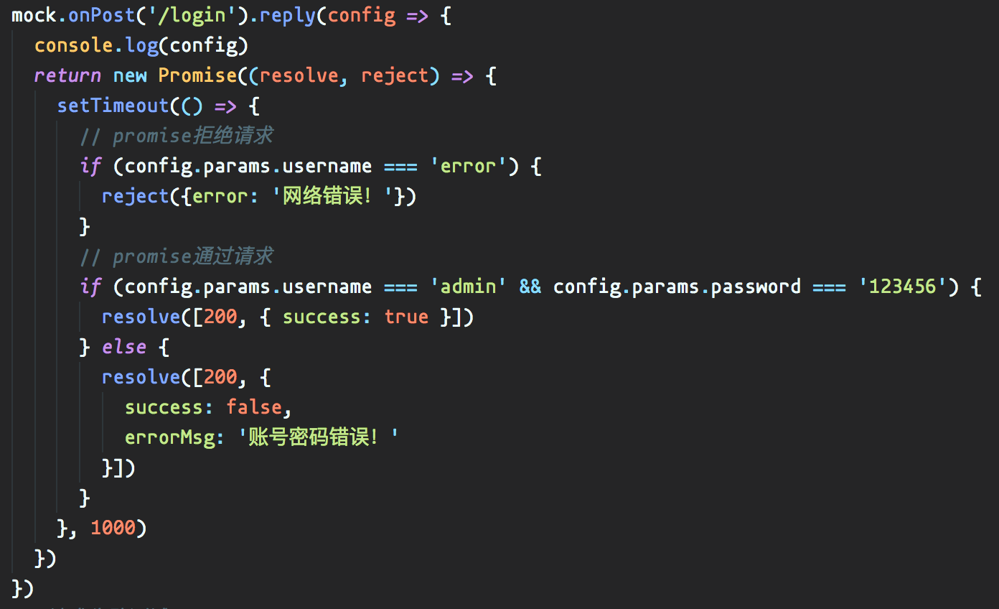 mock.onPost('/login').reply(config => {
console.log(config)
return new Promise((resolve, reject) => {
setTimeout(() => {
// promise拒绝请求
if (config.params.username === 'error') {
reject({error: '网络错误！'})
}
// promise通过请求
if (config.params.username === 'admin' && config.params.password === '123456') {
resolve([200, { success: true }])
} else {
resolve([200, {
success: false,
errorMsg: '账号密码错误！'
}])
}
}, 1000)
})
})